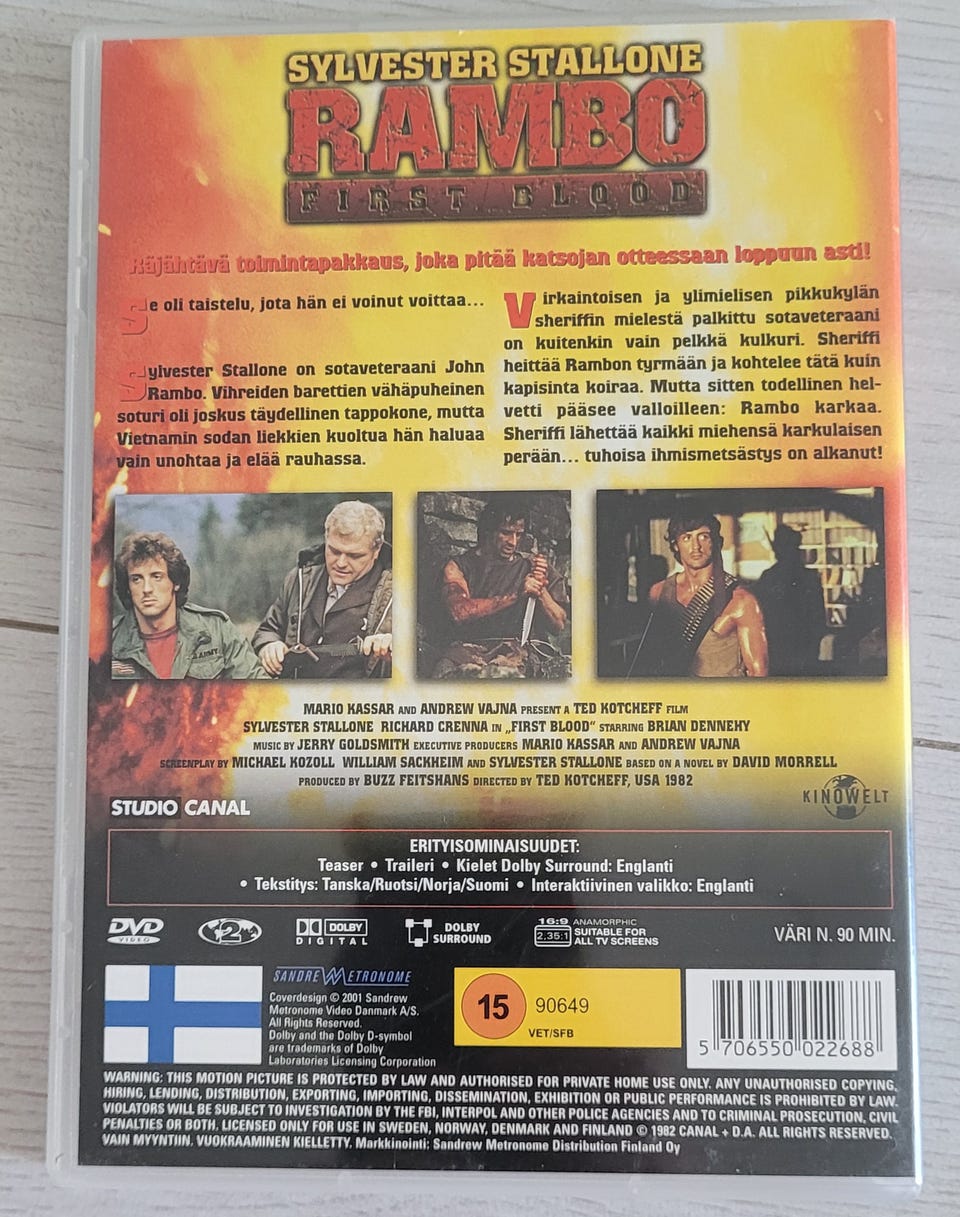 SYLVESTER STALLONE
RAMBO
FIRST BLOOD
Räjähtävä toimintapakkaus, joka pitää katsojan otteessaan loppuun asti!
Se oli taistelu, jota hän ei voinut voittaa...
Sylvester Stallone on sotaveteraani John
Rambo. Vihreiden barettien vähäpuheinen
soturi oli joskus täydellinen tappokone, mutta
Vietnamin sodan liekkien kuoltua hän haluaa
vain unohtaa ja elää rauhassa.
Virkaintoisen ja ylimielisen pikkukylän
sheriffin mielestä palkittu sotaveteraani
on kuitenkin vain pelkkä kulkuri. Sheriffi
heittää Rambon tyrmään ja kohtelee tätä kuin
kapisinta koiraa. Mutta sitten todellinen hel-
vetti pääsee valloilleen: Rambo karkaa.
Sheriffi lähettää kaikki miehensä karkulaisen
perään... tuhoisa ihmismetsästys on alkanut!
U.S. ARMY
MARIO KASSAR AND ANDREW VAJNA PRESENT A TED KOTCHEFF FILM
SYLVESTER STALLONE RICHARD CRENNA IN „FIRST BLOOD“ STARRING BRIAN DENNEHY
MUSIC BY JERRY GOLDSMITH EXECUTIVE PRODUCERS MARIO KASSAR AND ANDREW VAJNA
SCREENPLAY BY MICHAEL KOZOLL WILLIAM SACKHEIM AND SYLVESTER STALLONE BASED ON A NOVEL BY DAVID MORRELL
PRODUCED BY BUZZ FEITSHANS DIRECTED BY TED KOTCHEFF, USA 1982
STUDIO CANAL
KINOWELT
ERITYISOMINAISUUDET:
Teaser • Traileri • Kielet Dolby Surround: Englanti
• Tekstitys: Tanska/Ruotsi/Norja/Suomi • Interaktiivinen valikko: Englanti
DVD VIDEO
2
DOLBY DIGITAL
DOLBY SURROUND
16:9 ANAMORPHIC
2,35:1 SUITABLE FOR
ALL TV SCREENS
VÄRI N. 90 MIN.
SANDREW METRONOME
Coverdesign © 2001 Sandrew
Metronome Video Danmark A/S.
All Rights Reserved.
Dolby and the Dolby D-symbol
are trademarks of Dolby
Laboratories Licensing Corporation
15 90649
VET/SFB
5 706550 022688
WARNING: THIS MOTION PICTURE IS PROTECTED BY LAW AND AUTHORISED FOR PRIVATE HOME USE ONLY. ANY UNAUTHORISED COPYING,
HIRING, LENDING, DISTRIBUTION, EXPORTING, IMPORTING, DISSEMINATION, EXHIBITION OR PUBLIC PERFORMANCE IS PROHIBITED BY LAW.
VIOLATORS WILL BE SUBJECT TO INVESTIGATION BY THE FBI, INTERPOL AND OTHER POLICE AGENCIES AND TO CRIMINAL PROSECUTION, CIVIL
PENALTIES OR BOTH. LICENSED ONLY FOR USE IN SWEDEN, NORWAY, DENMARK AND FINLAND © 1982 CANAL + D.A. ALL RIGHTS RESERVED.
VAIN MYYNTIIN. VUOKRAAMINEN KIELLETTY. Markkinointi: Sandrew Metronome Distribution Finland Oy